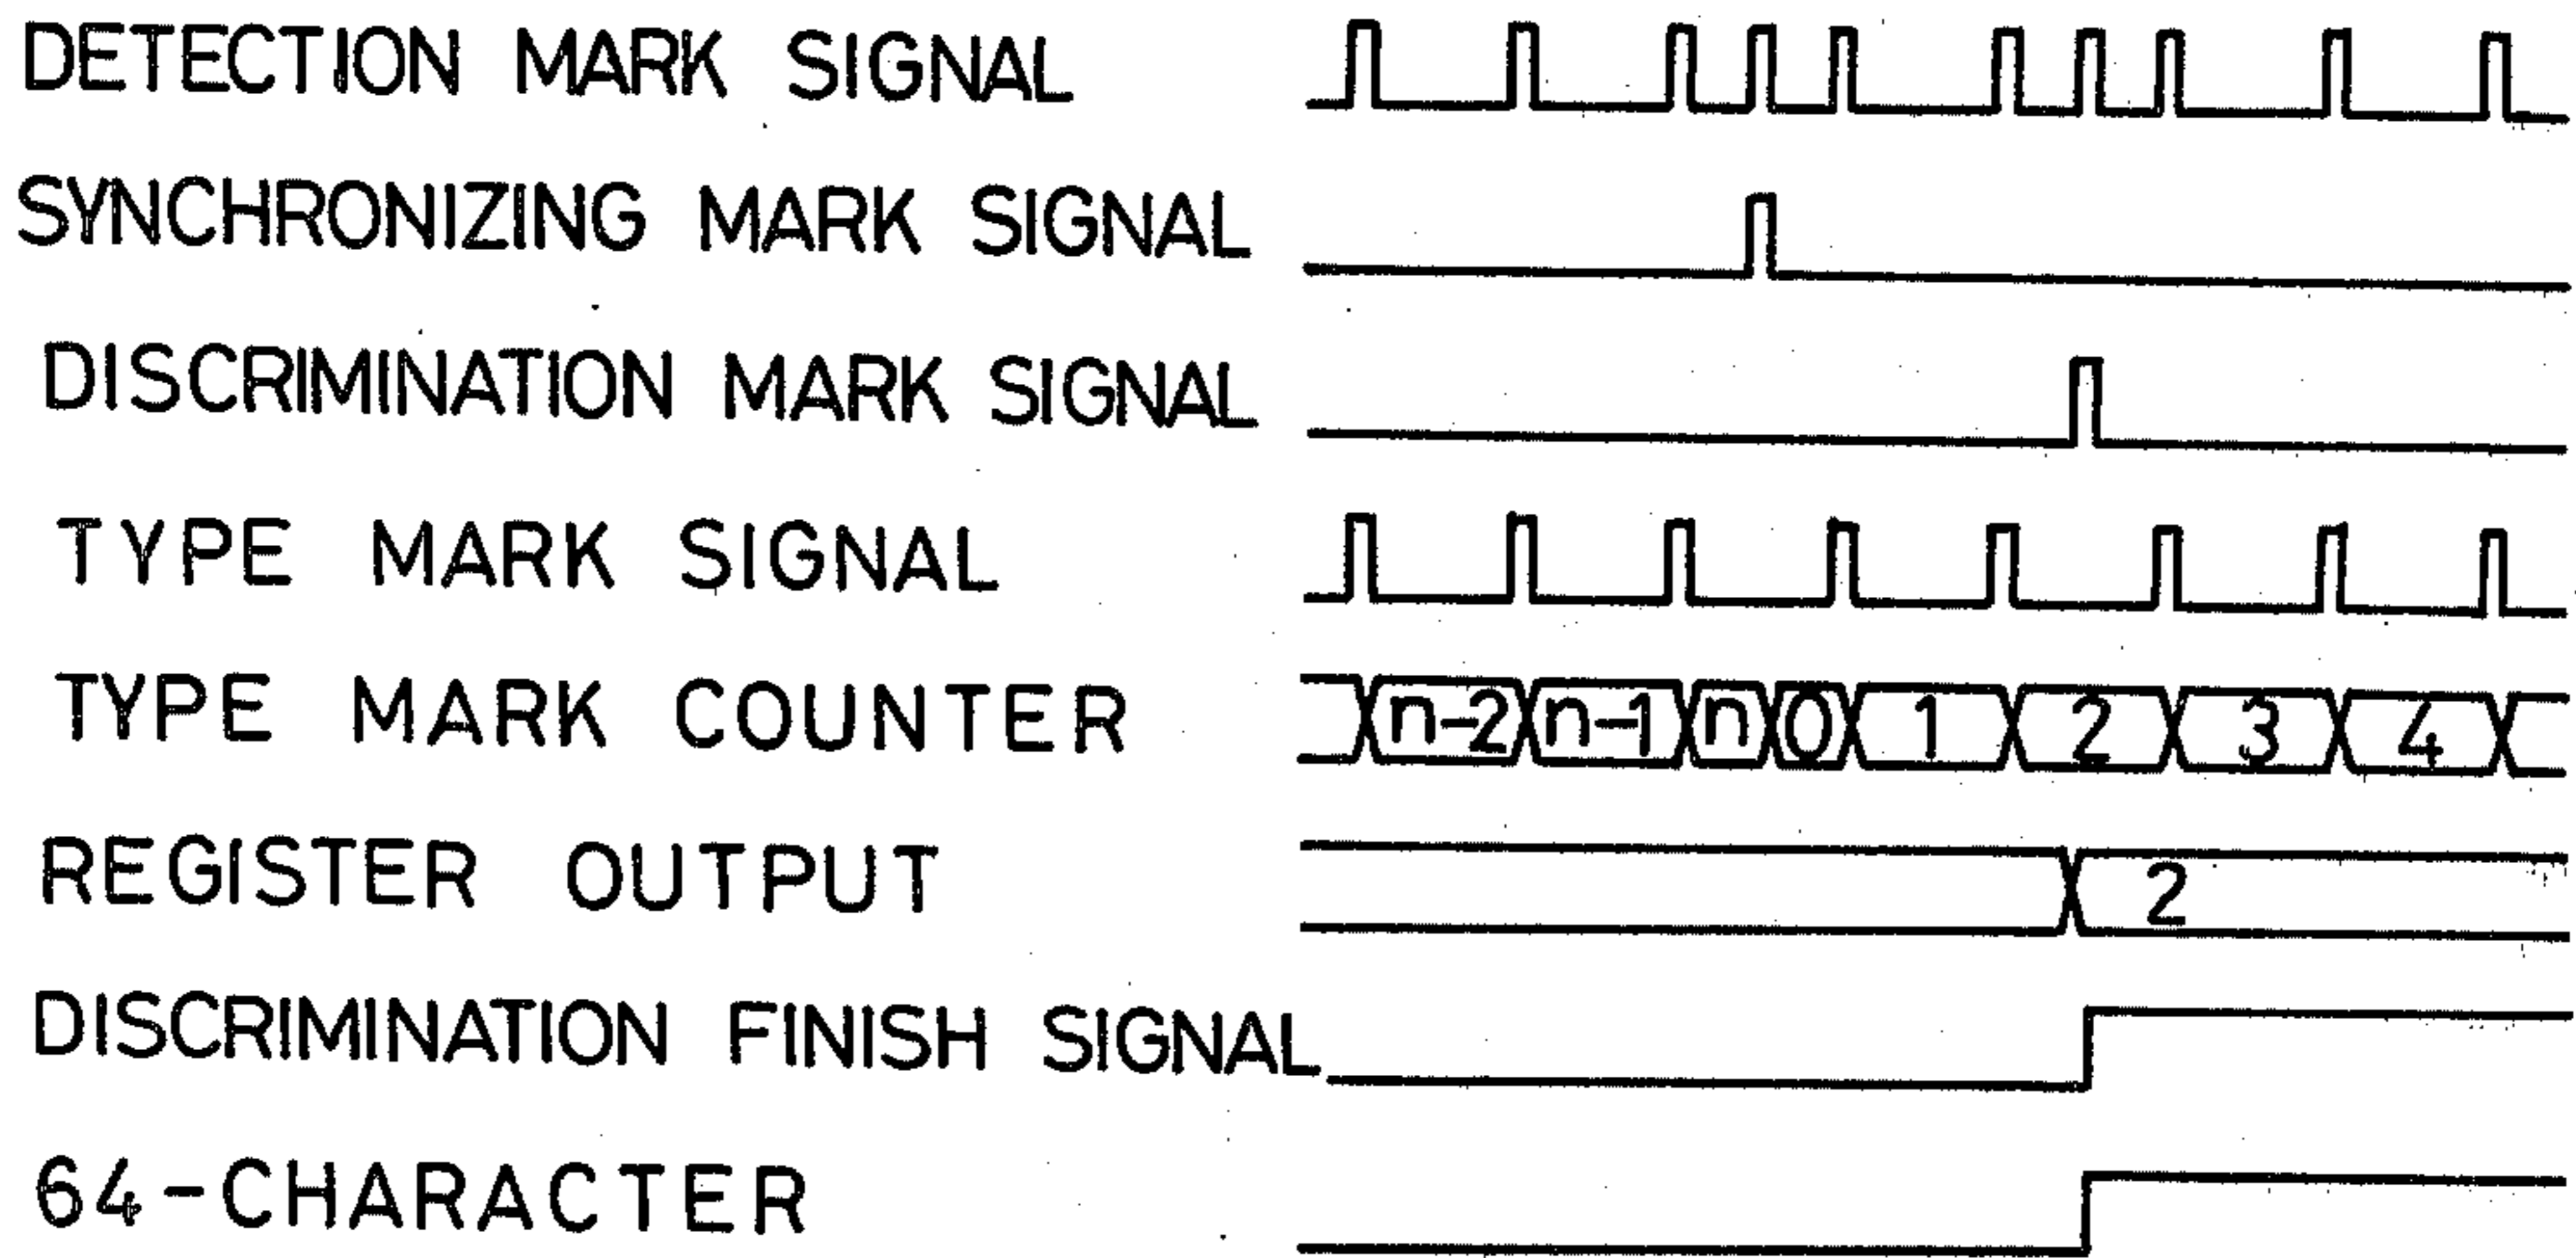 DETECTION MARK SIGNAL
SYNCHRONIZING MARK SIGNAL
DISCRIMINATION MARK SIGNAL
TYPE MARK SIGNAL
TYPE MARK COUNTER n-2 n-1 n 0 1 2 3 4
REGISTER OUTPUT 2
DISCRIMINATION FINISH SIGNAL
64-CHARACTER